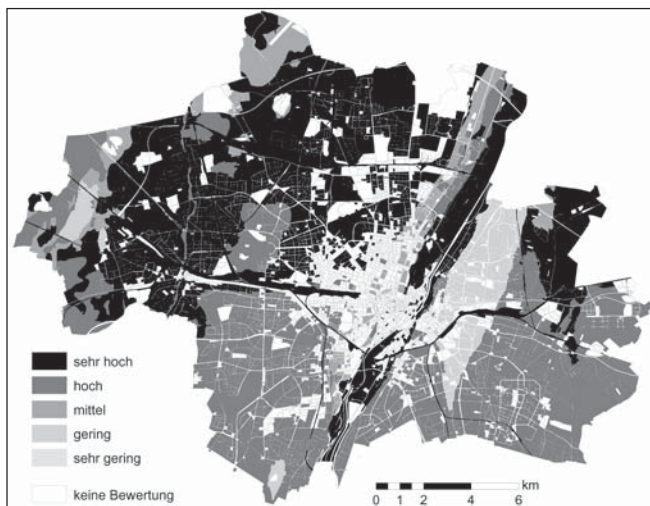 sehr hoch
hoch
mittel
gering
sehr gering
keine Bewertung
km
0 1 2 4 6